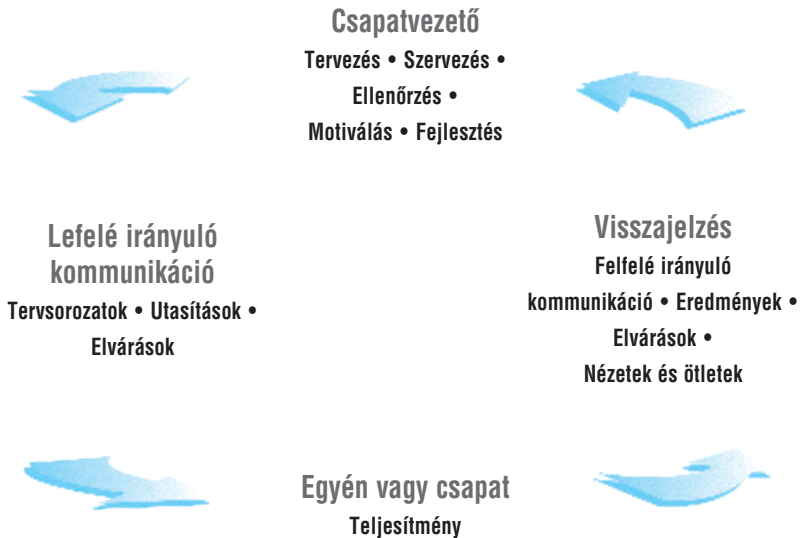 Csapatvezető
Tervezés • Szervezés •
Ellenőrzés •
Motiválás • Fejlesztés
Lefelé irányuló
kommunikáció
Tervsorozatok • Utasítások •
Elvárások
Visszajelzés
Felfelé irányuló
kommunikáció • Eredmények •
Elvárások •
Nézetek és ötletek
Egyén vagy csapat
Teljesítmény